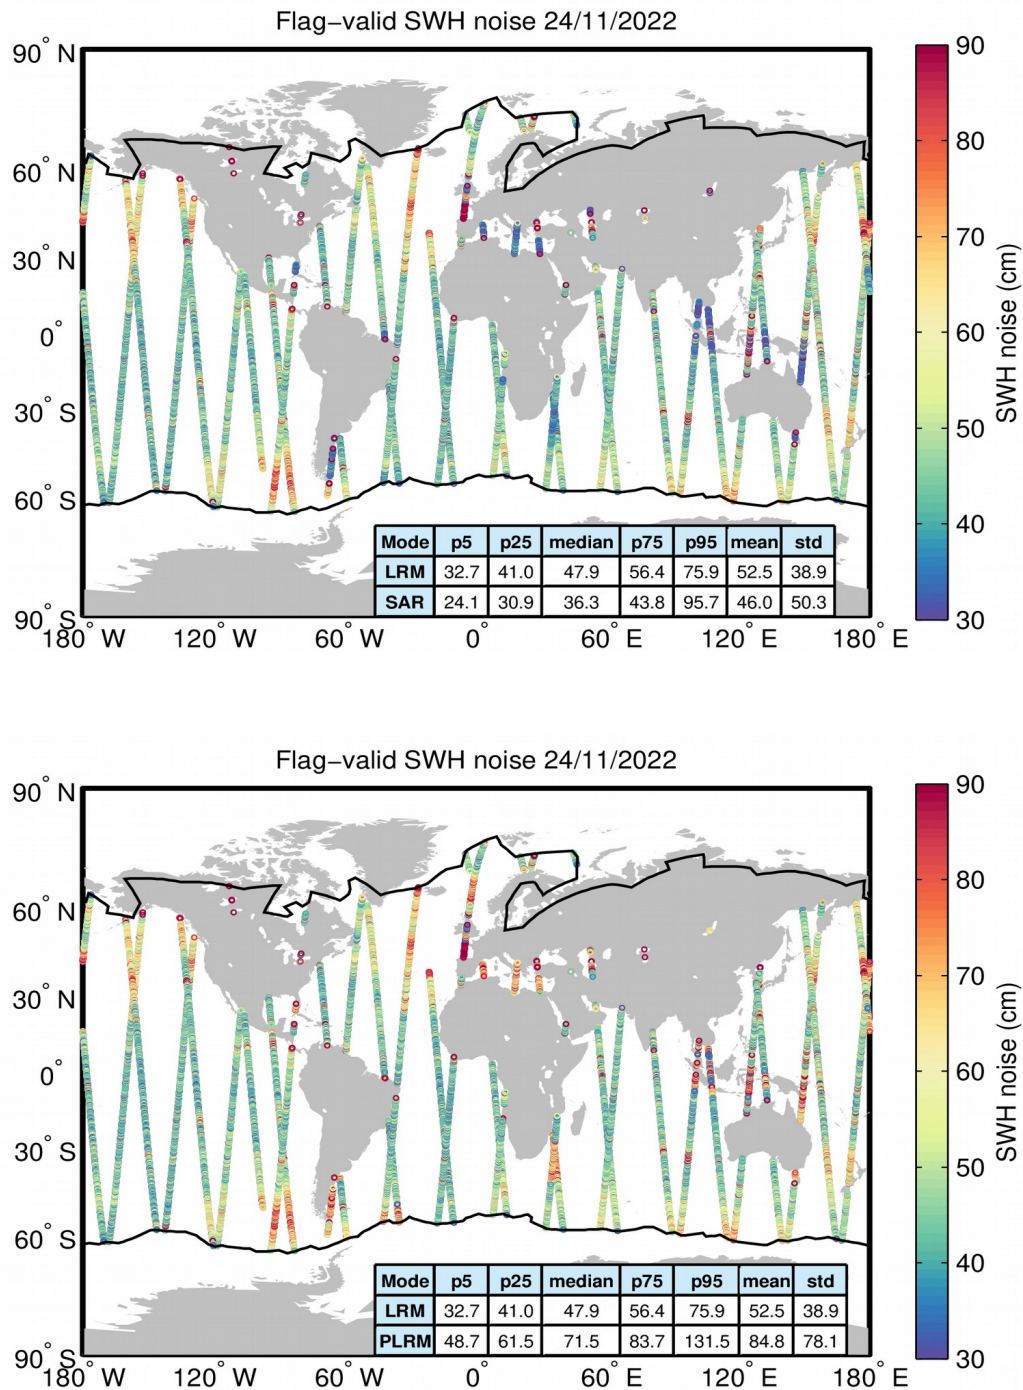 Flag−valid SWH noise 24/11/2022
90° N
60° N
30° N
0°
30° S
60° S
90° S
180° W 120° W 60° W 0° 60° E 120° E 180° E
Mode p5 p25 median p75 p95 mean std
LRM 32.7 41.0 47.9 56.4 75.9 52.5 38.9
SAR 24.1 30.9 36.3 43.8 95.7 46.0 50.3
90
80
70
60
50
40
30
SWH noise (cm)
Flag−valid SWH noise 24/11/2022
90° N
60° N
30° N
0°
30° S
60° S
90° S
180° W 120° W 60° W 0° 60° E 120° E 180° E
Mode p5 p25 median p75 p95 mean std
LRM 32.7 41.0 47.9 56.4 75.9 52.5 38.9
PLRM 48.7 61.5 71.5 83.7 131.5 84.8 78.1
90
80
70
60
50
40
30
SWH noise (cm)